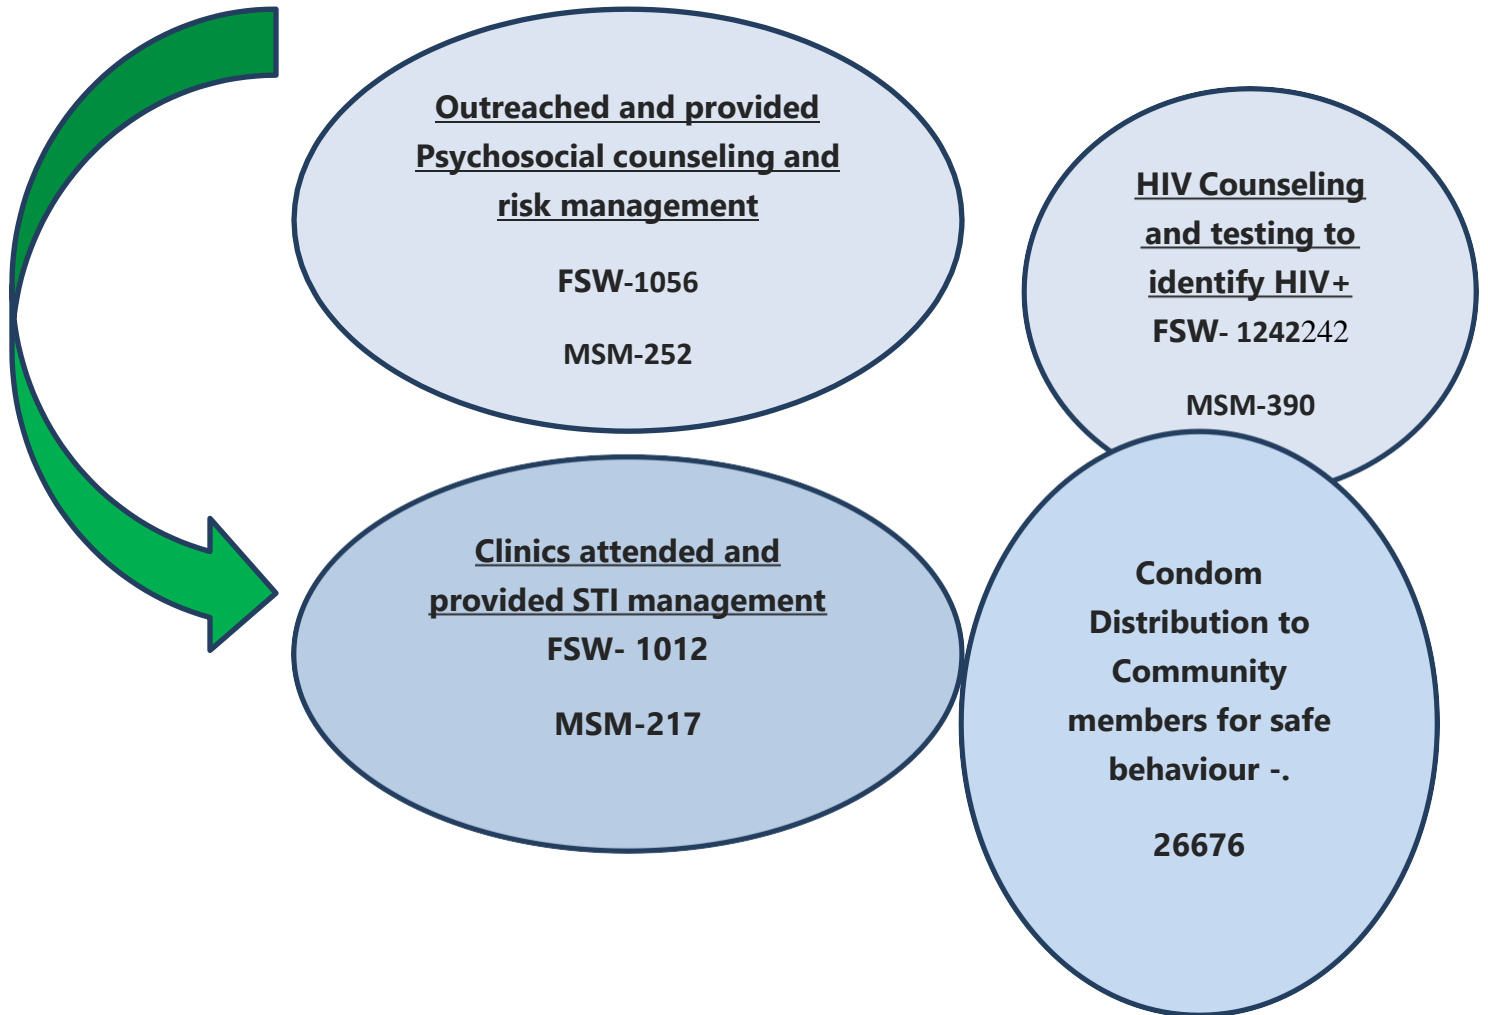 Outreached and provided
Psychosocial counseling and
risk management
FSW-1056
MSM-252
HIV Counseling
and testing to
identify HIV+
FSW- 1242242
MSM-390
Clinics attended and
provided STI management
FSW- 1012
MSM-217
Condom
Distribution to
Community
members for safe
behaviour -.
26676